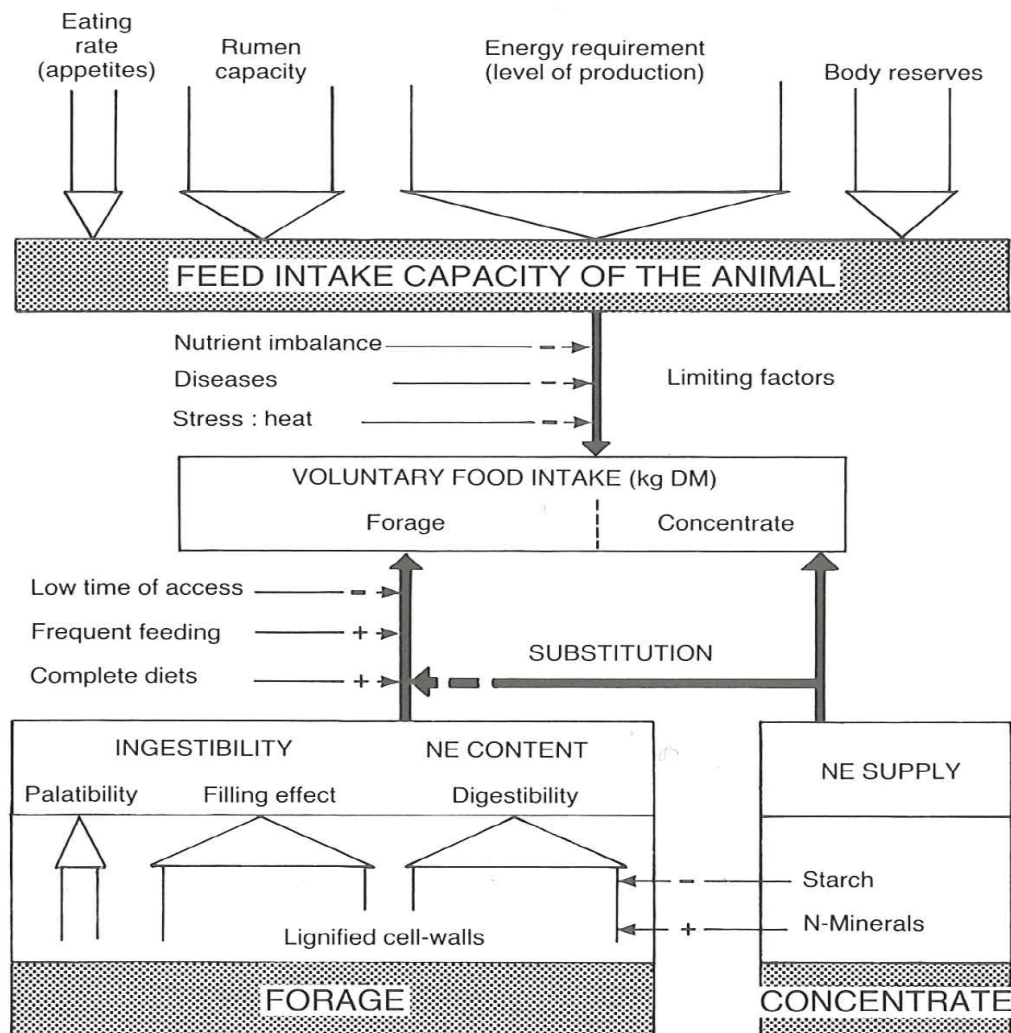 Eating
rate
(appetites)
Rumen
capacity
Energy requirement
(level of production)
Body reserves
FEED INTAKE CAPACITY OF THE ANIMAL
Nutrient imbalance -
Diseases -
Limiting factors
Stress : heat -
VOLUNTARY FOOD INTAKE (kg DM)
Forage Concentrate
Low time of access -
Frequent feeding +
SUBSTITUTION
Complete diets +
INGESTIBILITY NE CONTENT
NE SUPPLY
Palatibility Filling effect Digestibility
- Starch
+ N-Minerals
Lignified cell-walls
FORAGE
CONCENTRATE